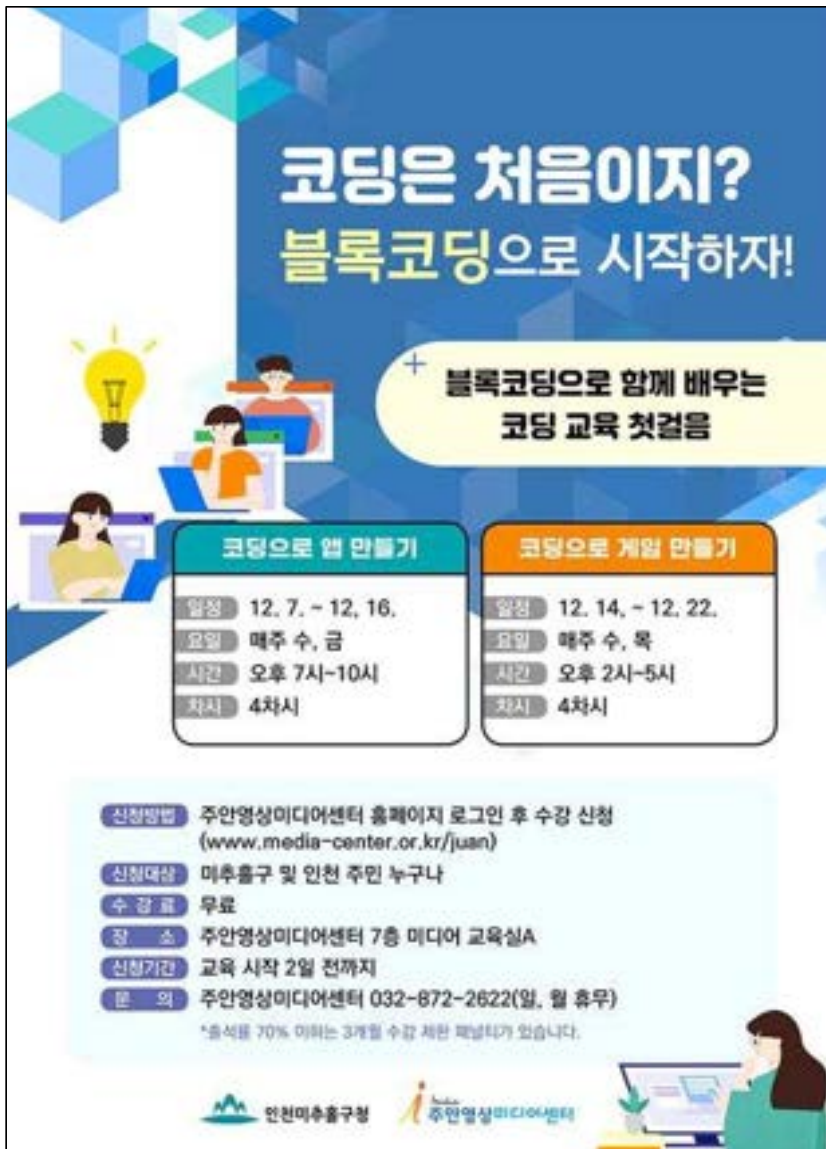 코딩은 처음이지?
블록코딩으로 시작하자!
블록코딩으로 함께 배우는
코딩 교육 첫걸음
코딩으로 앱 만들기
일정 12. 7. ~ 12. 16.
요일 매주 수, 금
시간 오후 7시~10시
차시 4차시
코딩으로 게임 만들기
일정 12. 14. ~ 12. 22.
요일 매주 수, 목
시간 오후 2시~5시
차시 4차시
신청방법 주안영상미디어센터 홈페이지 로그인 후 수강 신청
(www.media-center.or.kr/juan)
신청대상 미추홀구 및 인천 주민 누구나
수 강 료 무료
장 소 주안영상미디어센터 7층 미디어 교육실A
신청기간 교육 시작 2일 전까지
문 의 주안영상미디어센터 032-872-2622(일, 월 휴무)
*출석률 70% 이하는 3개월 수강 제한 패널티가 있습니다.
인천미추홀구청
주안영상미디어센터